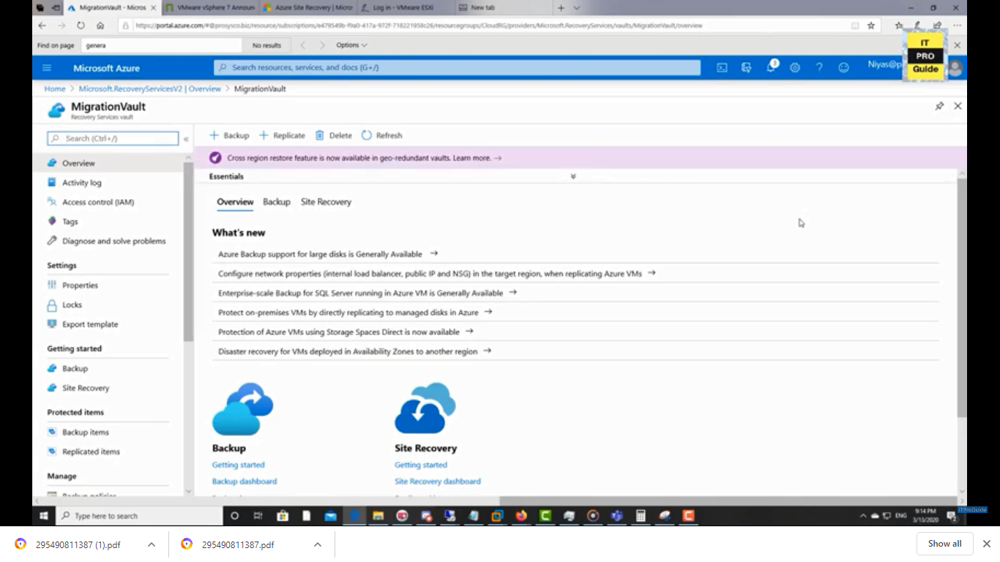 MigrationVault - Micros
VMware vSphere 7 Announ
Azure Site Recovery | Micro
Log in - VMware ESXi
New tab
https://portal.azure.com/#@prosysco.biz/resource/subscriptions/e479549b-f9a0-417a-972f-718221958c26/resourcegroups/CloudRG/providers/Microsoft.RecoveryServices/vaults/MigrationVault/overview
Find on page
genera
No results
Options
IT
PRO
Guide
Microsoft Azure
Search resources, services, and docs (G+/)
3
Niyas@p
Home > Microsoft.RecoveryServicesV2 | Overview > MigrationVault
MigrationVault
Recovery Services vault
Search (Ctrl+/)
Backup
Replicate
Delete
Refresh
Cross region restore feature is now available in geo-redundant vaults. Learn more. →
Essentials
Overview
Activity log
Access control (IAM)
Tags
Diagnose and solve problems
Settings
Properties
Locks
Export template
Getting started
Backup
Site Recovery
Protected items
Backup items
Replicated items
Manage
Backup policies
Overview
Backup
Site Recovery
What's new
Azure Backup support for large disks is Generally Available →
Configure network properties (internal load balancer, public IP and NSG) in the target region, when replicating Azure VMs →
Enterprise-scale Backup for SQL Server running in Azure VM is Generally Available →
Protect on-premises VMs by directly replicating to managed disks in Azure →
Protection of Azure VMs using Storage Spaces Direct is now available →
Disaster recovery for VMs deployed in Availability Zones to another region →
Backup
Getting started
Backup dashboard
Site Recovery
Getting started
Site Recovery dashboard
Type here to search
ENG
9:14 PM
3/13/2020
2
ITProGuide
295490811387 (1).pdf
295490811387.pdf
Show all